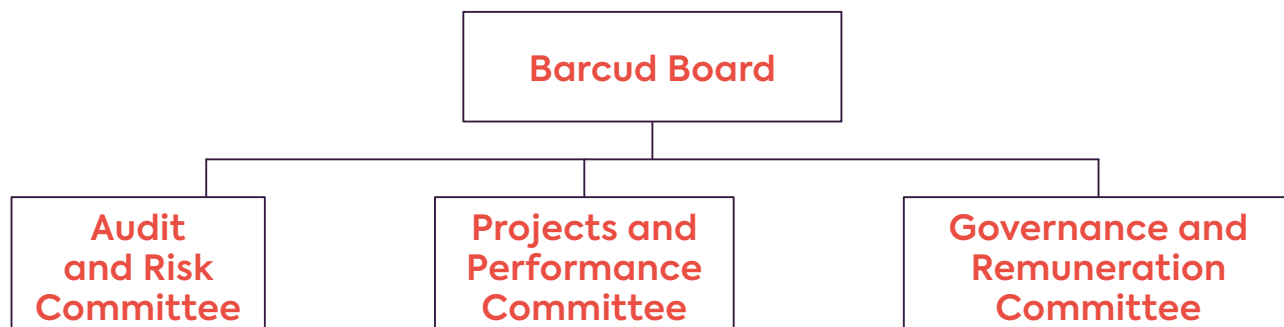 Barcud Board
Audit
and Risk
Committee
Projects and
Performance
Committee
Governance and
Remuneration
Committee